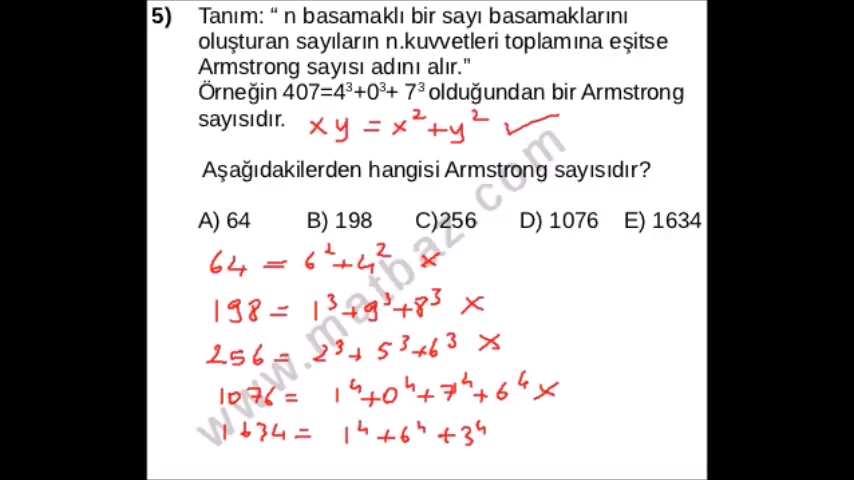 5) Tanım: “ n basamaklı bir sayı basamaklarını
oluşturan sayıların n.kuvvetleri toplamına eşitse
Armstrong sayısı adını alır.”
Örneğin 407=4³+0³+ 7³ olduğundan bir Armstrong
sayısıdır. xy = x²+y² ✓
Aşağıdakilerden hangisi Armstrong sayısıdır?
A) 64 B) 198 C)256 D) 1076 E) 1634
64 = 6²+4² x
198 = 1³+9³+8³ x
256 = 2³+ 5³+6³ x
1076 = 1⁴+0⁴+7⁴+6⁴ x
1634 = 1⁴+6⁴+3⁴
www.matbaz.com